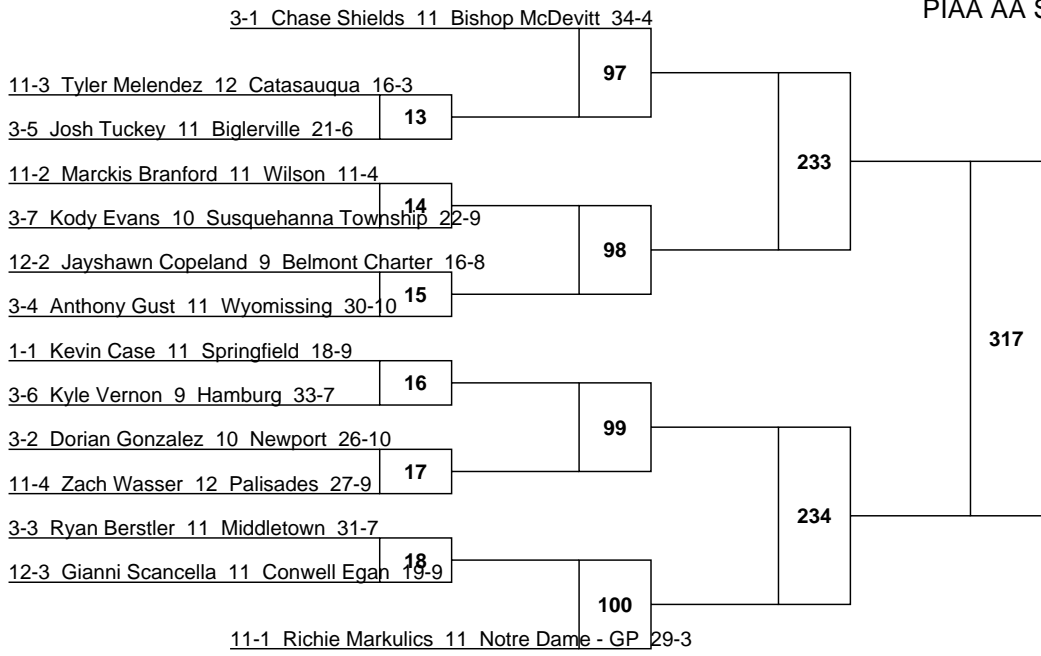 PIAA AA S
3-1 Chase Shields 11 Bishop McDevitt 34-4
97
11-3 Tyler Melendez 12 Catasauqua 16-3
13
3-5 Josh Tuckey 11 Biglerville 21-6
233
11-2 Marckis Branford 11 Wilson 11-4
14
3-7 Kody Evans 10 Susquehanna Township 22-9
98
12-2 Jayshawn Copeland 9 Belmont Charter 16-8
15
3-4 Anthony Gust 11 Wyomissing 30-10
317
1-1 Kevin Case 11 Springfield 18-9
16
3-6 Kyle Vernon 9 Hamburg 33-7
99
3-2 Dorian Gonzalez 10 Newport 26-10
17
11-4 Zach Wasser 12 Palisades 27-9
234
3-3 Ryan Berstler 11 Middletown 31-7
18
12-3 Gianni Scancella 11 Conwell Egan 19-9
100
11-1 Richie Markulics 11 Notre Dame - GP 29-3